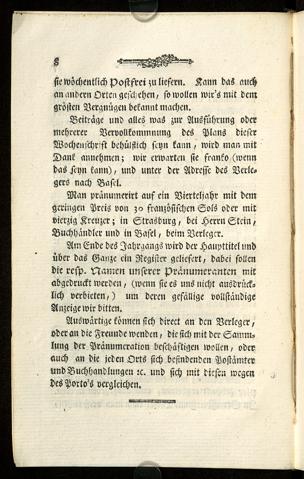 8
sie wöchentlich Postfrei zu liefern. Kann das auch
an andern Orten geschehen, so wollen wir's mit dem
grösten Vergnügen bekannt machen.
Beiträge und alles was zur Ausführung oder
mehrerer Vervollkommnung des Plans dieser
Wochenschrift behülflich seyn kann, wird man mit
Dank annehmen; wir erwarten sie franko (wenn
das seyn kann), und unter der Adresse des Verle-
gers nach Basel.
Man pränumerirt auf ein Vierteljahr mit dem
geringen Preis von 30 französischen Sols oder mit
vierzig Kreuzer; in Strasburg, bei Herrn Stein,
Buchhändler und in Basel, beim Verleger.
Am Ende des Jahrgangs wird der Haupttitel und
über das Ganze ein Register geliefert, dabei sollen
die resp. Namen unserer Pränumeranten mit
abgedruckt werden, (wenn sie es uns nicht ausdrück-
lich verbieten,) um deren gefällige vollständige
Anzeige wir bitten.
Auswärtige können sich direkt an den Verleger,
oder an die Freunde wenden, die sich mit der Samm-
lung der Pränumeration beschäftigen wollen, oder
auch an die jeden Orts sich befindenden Postämter
und Buchhandlungen ꝛc. und sich mit diesen wegen
des Porto's vergleichen.